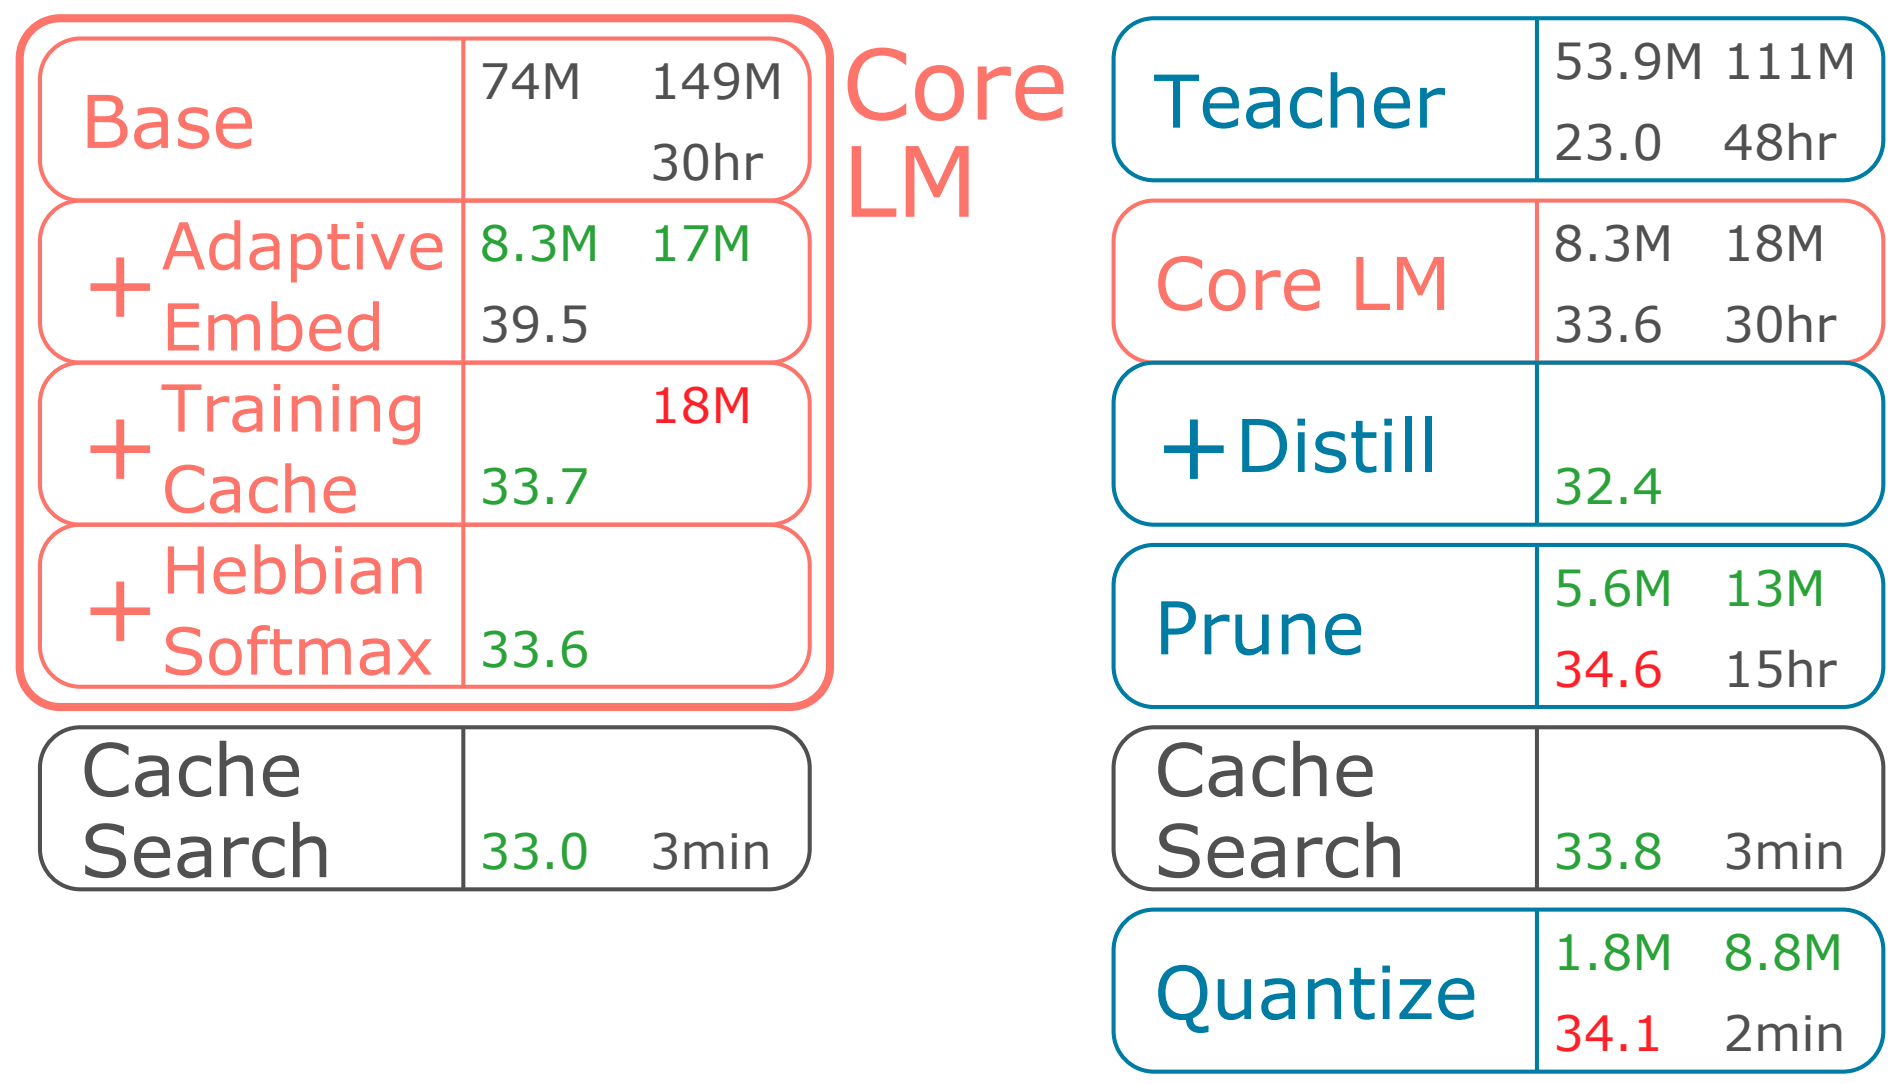 Core
LM
Base
74M 149M
30hr
+ Adaptive
Embed
8.3M 17M
39.5
+ Training
Cache
18M
33.7
+ Hebbian
Softmax
33.6
Cache
Search
33.0 3min
Teacher
53.9M 111M
23.0 48hr
Core LM
8.3M 18M
33.6 30hr
+Distill
32.4
Prune
5.6M 13M
34.6 15hr
Cache
Search
33.8 3min
Quantize
1.8M 8.8M
34.1 2min